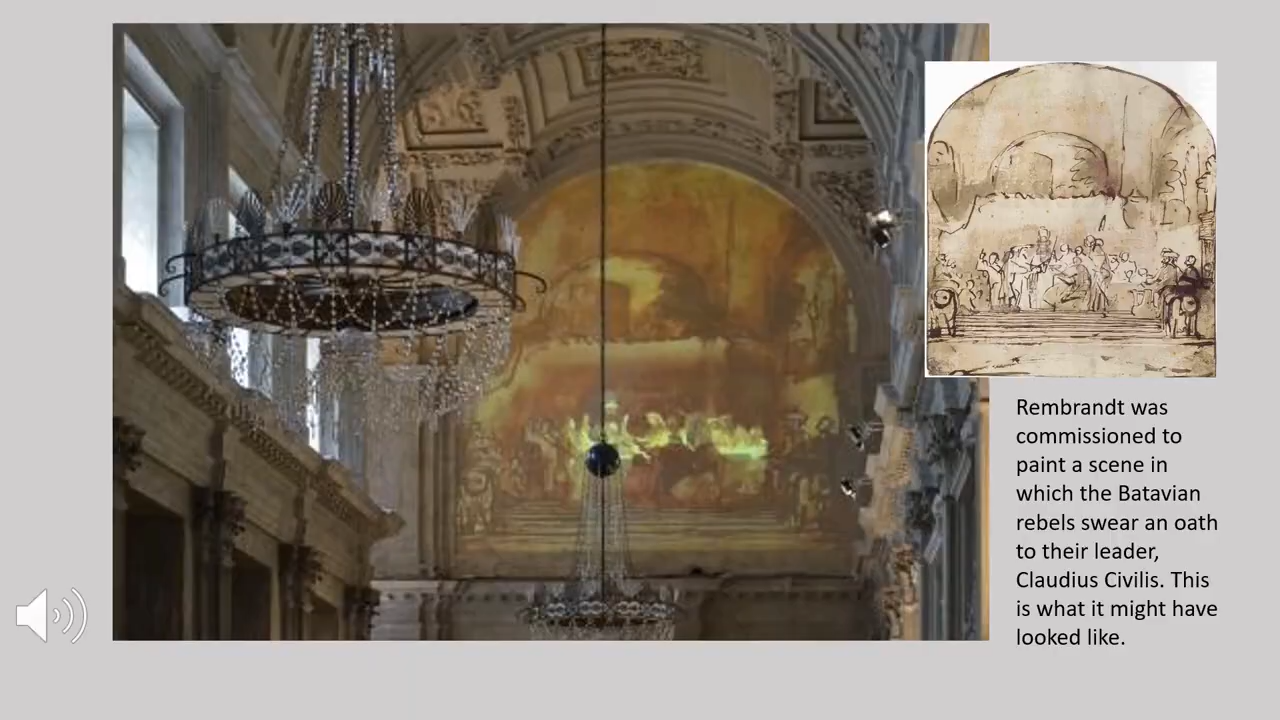 Rembrandt was
commissioned to
paint a scene in
which the Batavian
rebels swear an oath
to their leader,
Claudius Civilis. This
is what it might have
looked like.